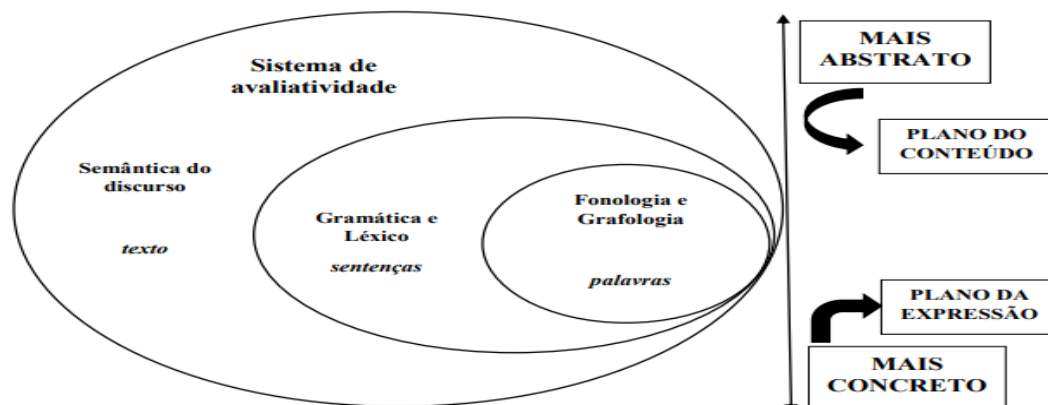 Sistema de
avaliatividade
Semântica do
discurso
texto
Gramática e
Léxico
sentenças
Fonologia e
Grafologia
palavras
MAIS
ABSTRATO
PLANO DO
CONTEÚDO
PLANO DA
EXPRESSÃO
MAIS
CONCRETO